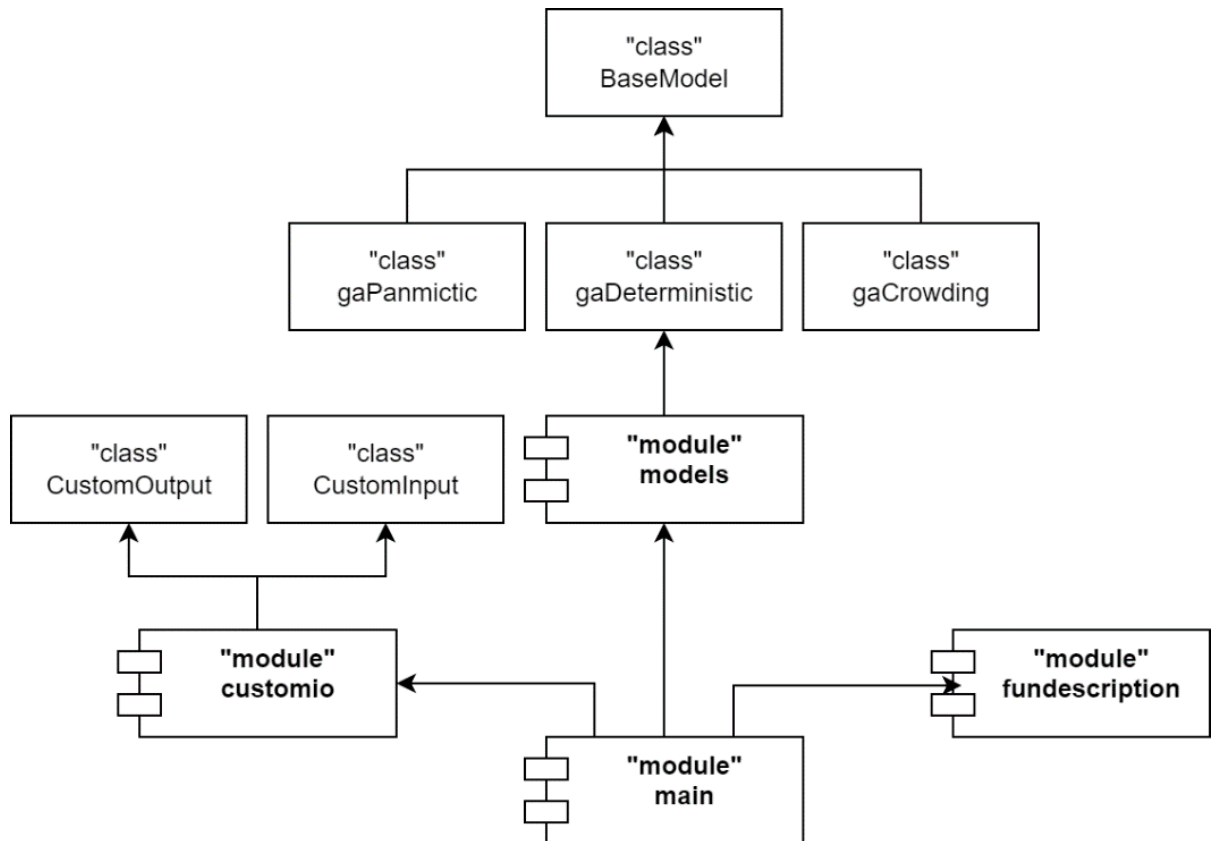 "class"
BaseModel
"class"
gaPanmictic
"class"
gaDeterministic
"class"
gaCrowding
"class"
CustomOutput
"class"
CustomInput
"module"
models
"module"
customio
"module"
fundescription
"module"
main